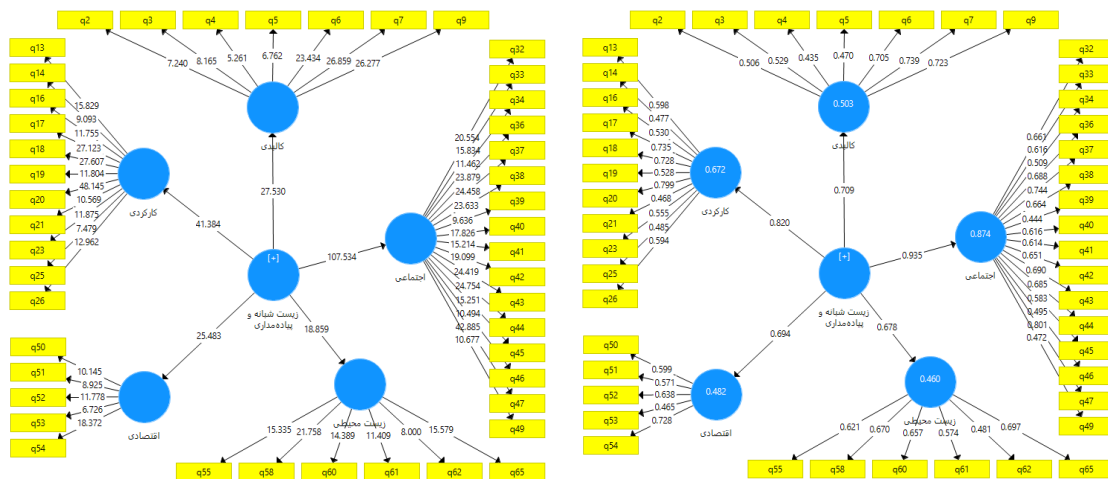 q2 q3 q4 q5 q6 q7 q9
7.240 8.165 5.261 6.762 23.434 26.859 26.277
کالبدی
27.530
q13
q14
q16
q17
q18
q19
q20
q21
q23
q25
q26
15.829
9.093
11.755
27.123
27.607
11.804
48.145
10.569
11.875
7.479
12.962
کارکردی
41.384
[+]
زیست شبانه و
پیاده‌مداری
107.534
اجتماعی
20.554
15.834
11.462
23.879
24.458
23.633
9.636
17.826
15.214
19.099
24.419
24.754
15.251
10.494
42.885
10.677
q32
q33
q34
q36
q37
q38
q39
q40
q41
q42
q43
q44
q45
q46
q47
q49
25.483
18.859
q50
q51
q52
q53
q54
10.145
8.925
11.778
6.726
18.372
اقتصادی
زیست محیطی
15.335 21.758 14.389 11.409 8.000 15.579
q55 q58 q60 q61 q62 q65
q2 q3 q4 q5 q6 q7 q9
0.506 0.529 0.435 0.470 0.705 0.739 0.723
0.503
کالبدی
0.709
q13
q14
q16
q17
q18
q19
q20
q21
q23
q25
q26
0.598
0.477
0.530
0.735
0.728
0.528
0.799
0.468
0.555
0.485
0.594
0.672
کارکردی
0.820
[+]
زیست شبانه و
پیاده‌مداری
0.935
0.874
اجتماعی
0.661
0.616
0.509
0.688
0.744
0.664
0.444
0.616
0.614
0.651
0.690
0.685
0.583
0.495
0.801
0.472
q32
q33
q34
q36
q37
q38
q39
q40
q41
q42
q43
q44
q45
q46
q47
q49
0.694
0.678
q50
q51
q52
q53
q54
0.599
0.571
0.638
0.465
0.728
0.482
اقتصادی
0.460
زیست محیطی
0.621 0.670 0.657 0.574 0.481 0.697
q55 q58 q60 q61 q62 q65